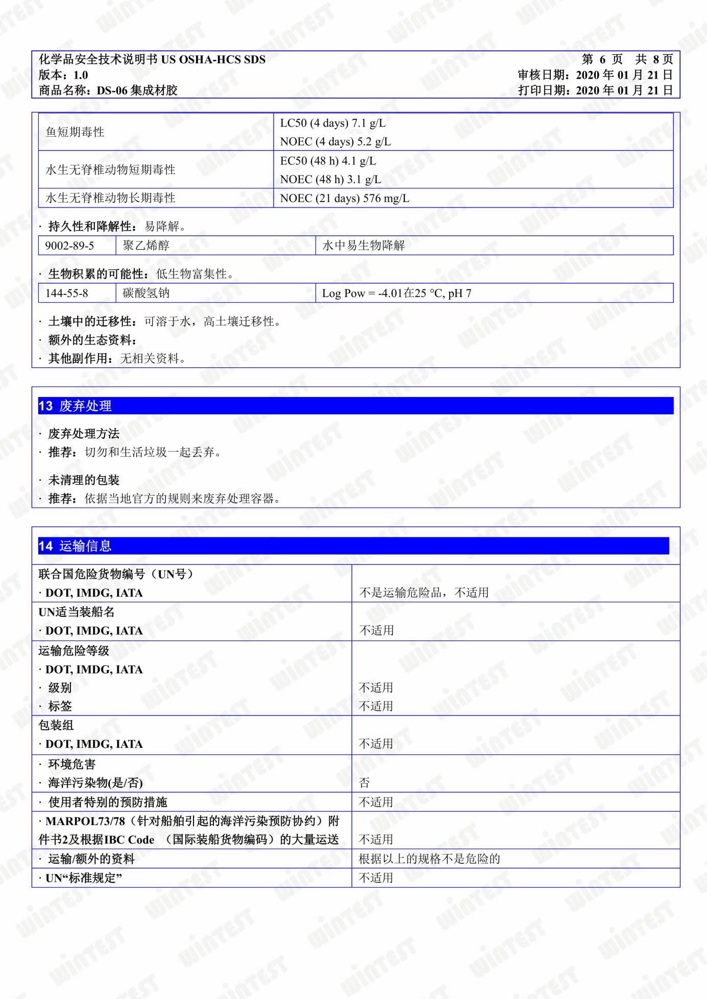 化学品安全技术说明书 US OSHA-HCS SDS 第 6 页 共 8 页
版本：1.0 审核日期：2020 年 01 月 21 日
商品名称：DS-06 集成材胶 打印日期：2020 年 01 月 21 日
鱼短期毒性
LC50 (4 days) 7.1 g/L
NOEC (4 days) 5.2 g/L
水生无脊椎动物短期毒性
EC50 (48 h) 4.1 g/L
NOEC (48 h) 3.1 g/L
水生无脊椎动物长期毒性 NOEC (21 days) 576 mg/L
· 持久性和降解性：易降解。
9002-89-5 聚乙烯醇 水中易生物降解
· 生物积累的可能性：低生物富集性。
144-55-8 碳酸氢钠 Log Pow = -4.01在25 °C, pH 7
· 土壤中的迁移性：可溶于水，高土壤迁移性。
· 额外的生态资料：
· 其他副作用：无相关资料。
13 废弃处理
· 废弃处理方法
· 推荐：切勿和生活垃圾一起丢弃。
· 未清理的包装
· 推荐：依据当地官方的规则来废弃处理容器。
14 运输信息
联合国危险货物编号（UN号）
· DOT, IMDG, IATA 不是运输危险品，不适用
UN适当装船名
· DOT, IMDG, IATA 不适用
运输危险等级
· DOT, IMDG, IATA
· 级别 不适用
· 标签 不适用
包装组
· DOT, IMDG, IATA 不适用
· 环境危害
· 海洋污染物(是/否) 否
· 使用者特别的预防措施 不适用
· MARPOL73/78（针对船舶引起的海洋污染预防协约）附
件书2及根据IBC Code （国际装船货物编码）的大量运送 不适用
· 运输/额外的资料 根据以上的规格不是危险的
· UN“标准规定” 不适用